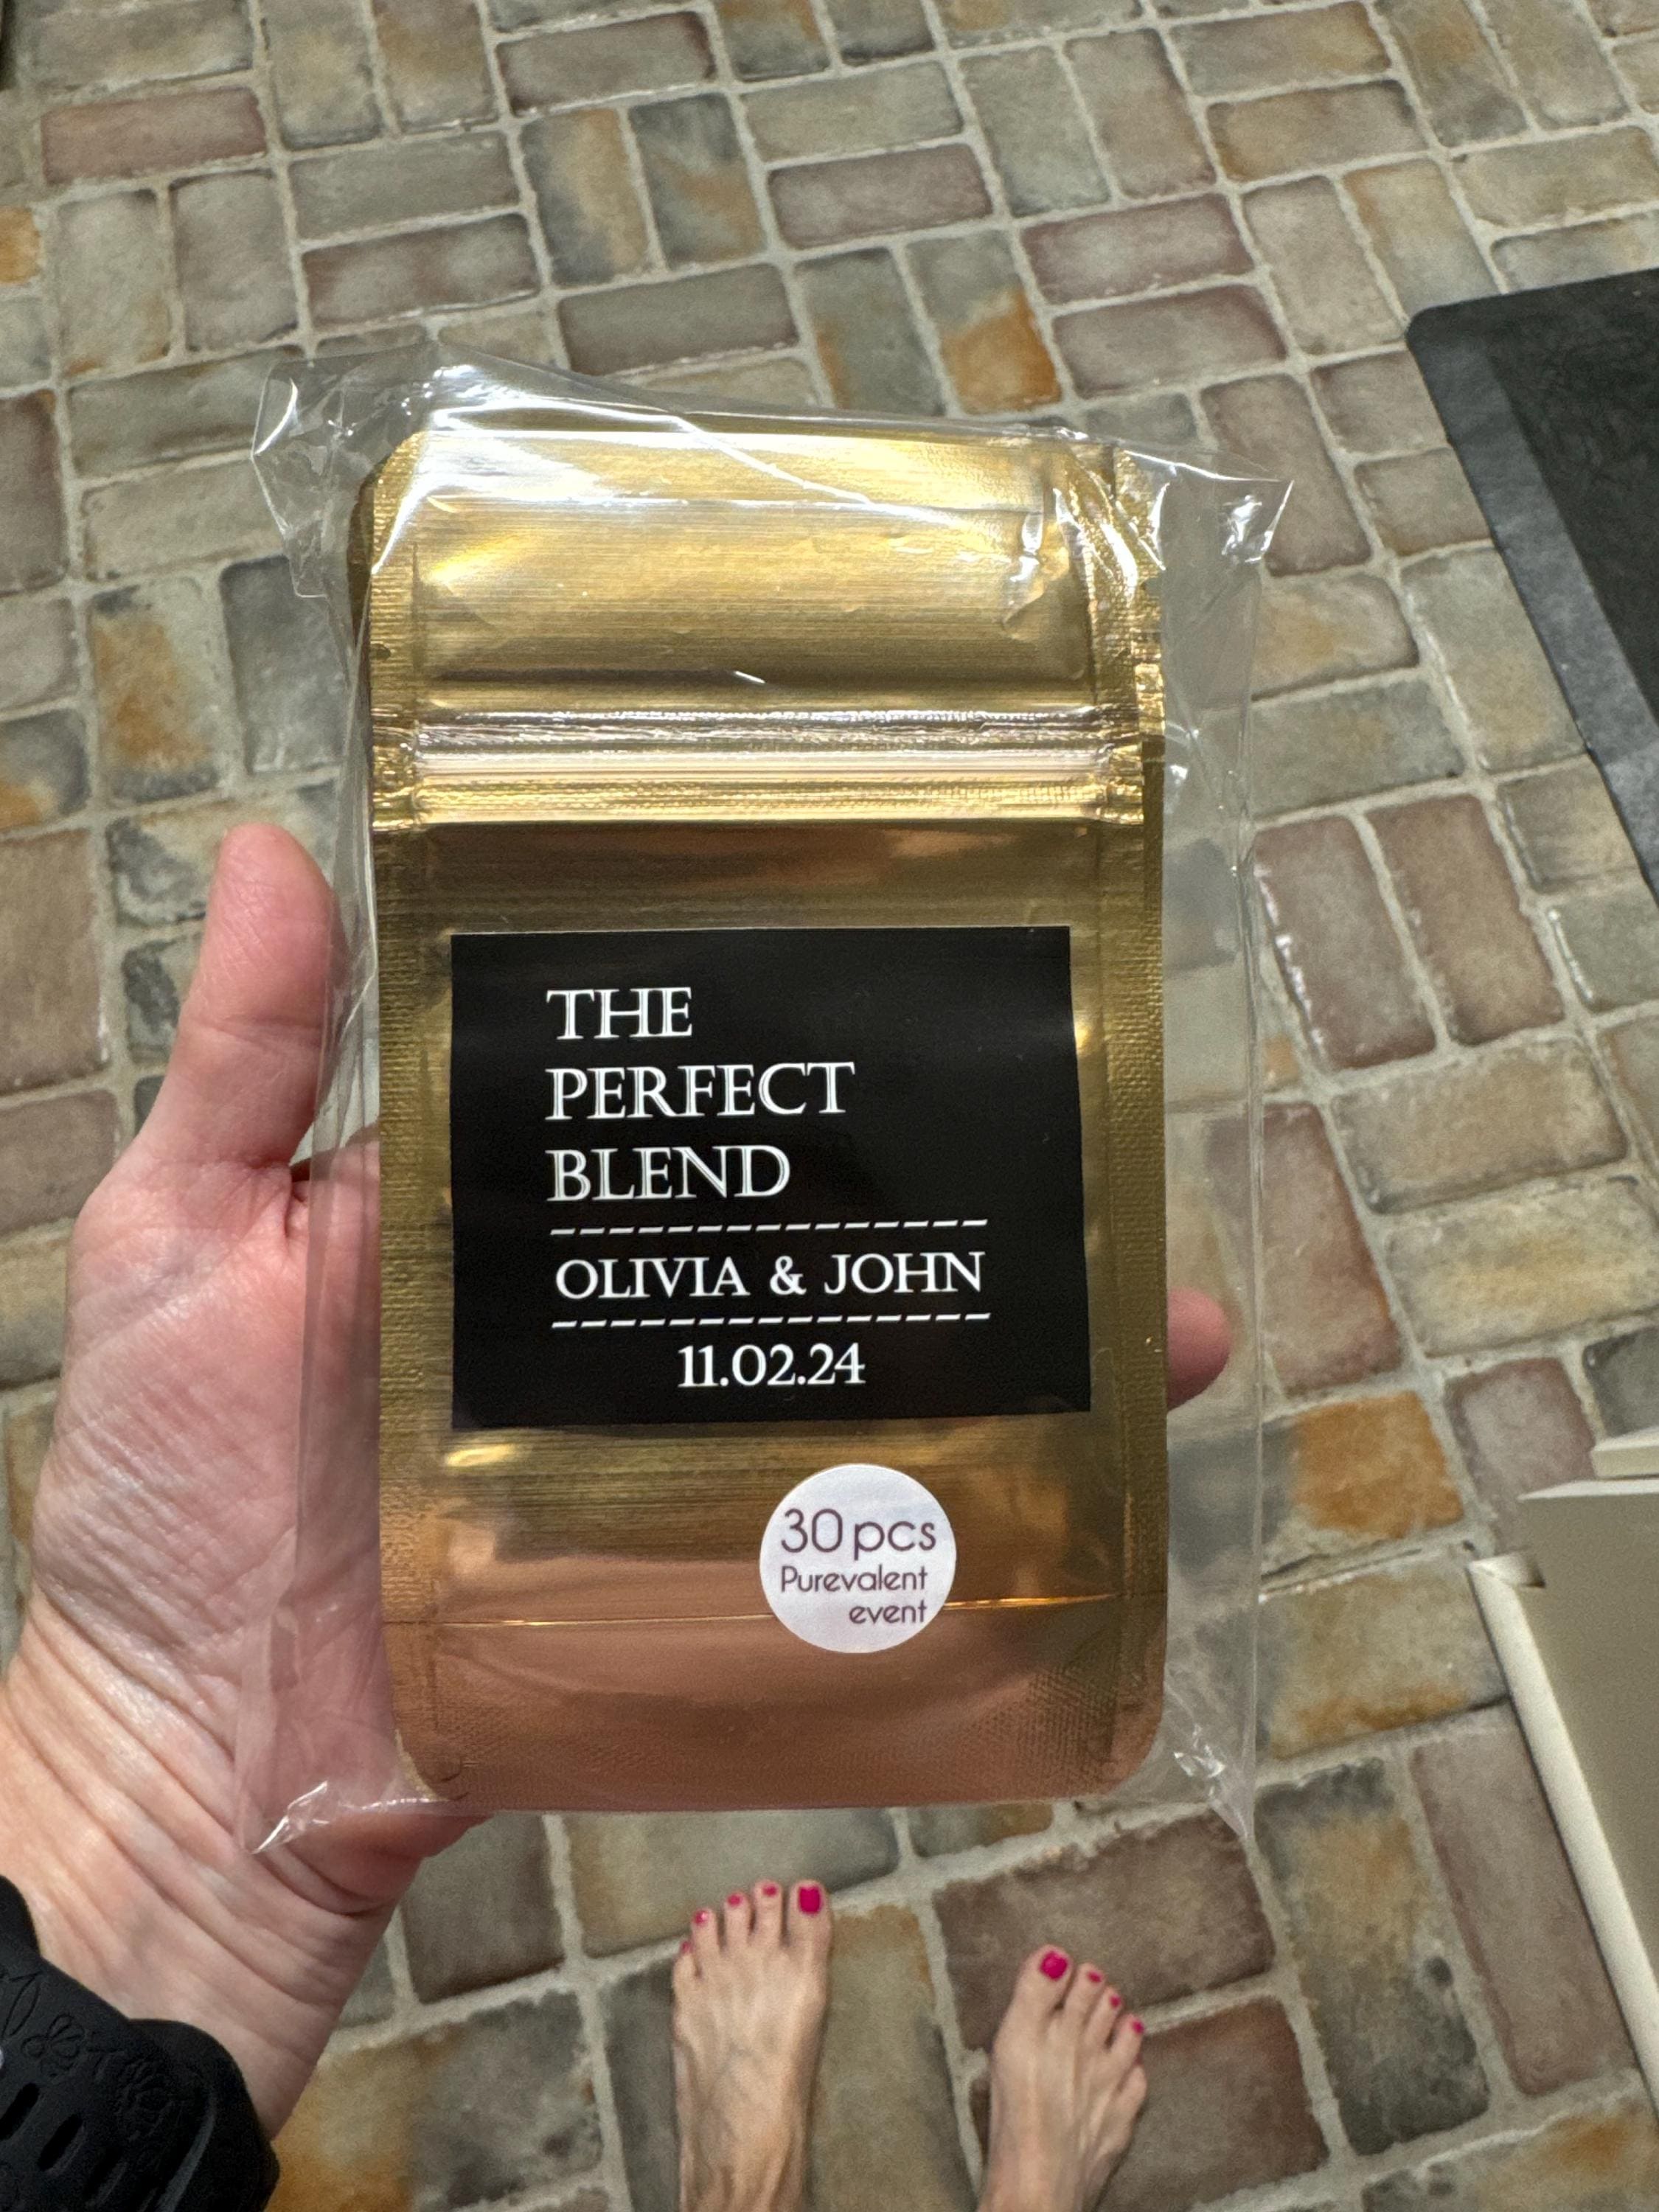 THE
PERFECT
BLEND
---------------
OLIVIA & JOHN
---------------
11.02.24
30 pcs
Purevalent
event